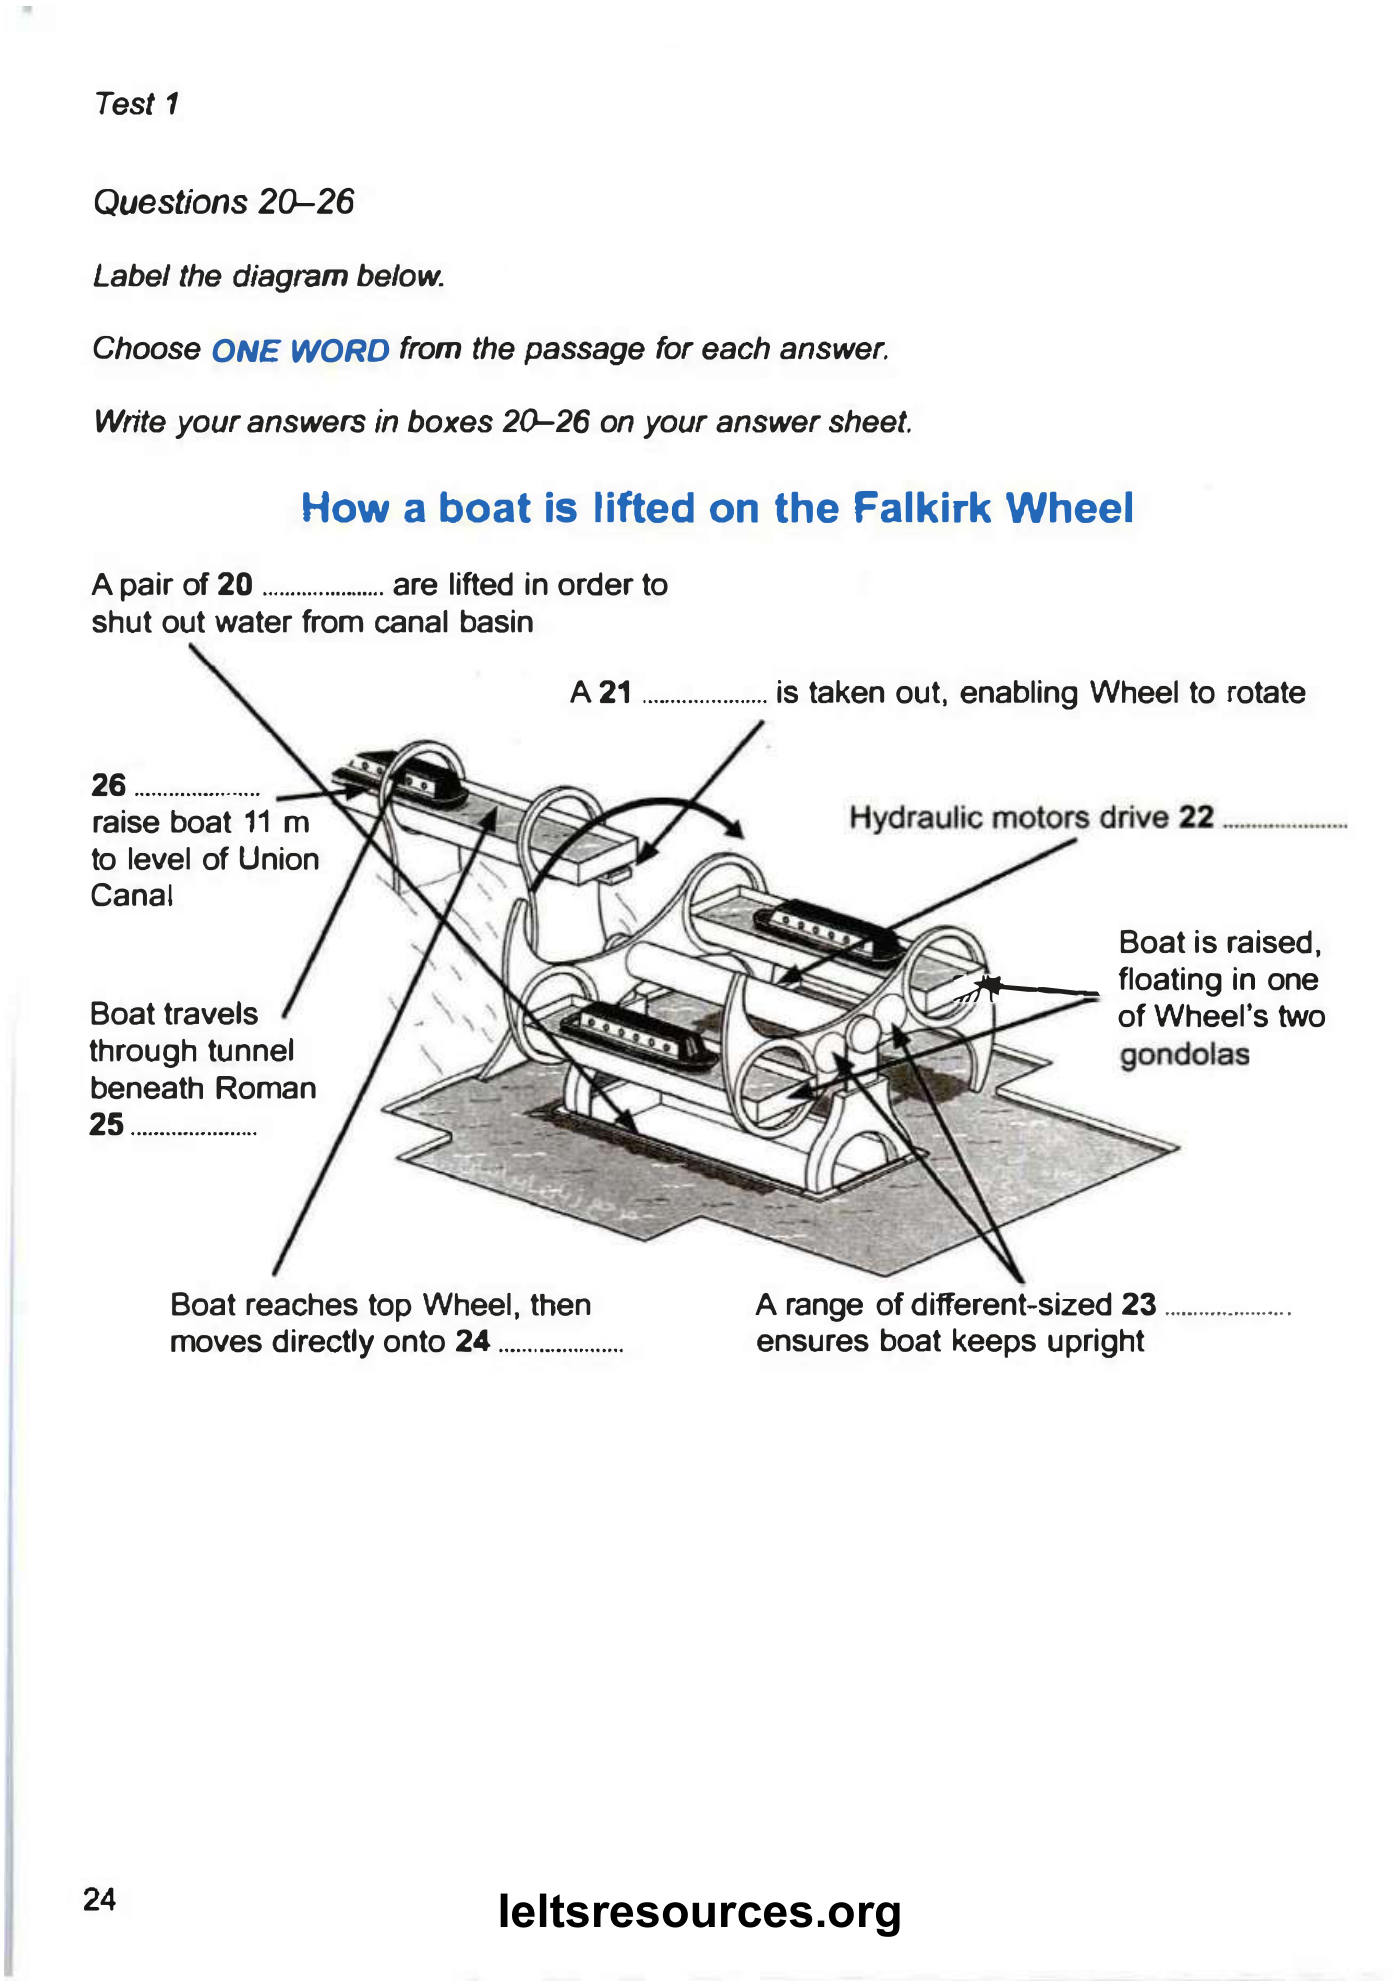 Test 1
Questions 20–26
Label the diagram below.
Choose ONE WORD from the passage for each answer.
Write your answers in boxes 20–26 on your answer sheet.
How a boat is lifted on the Falkirk Wheel
A pair of 20 ...................... are lifted in order to
shut out water from canal basin
A 21 ...................... is taken out, enabling Wheel to rotate
26 ......................
raise boat 11 m
to level of Union
Canal
Hydraulic motors drive 22 ......................
Boat is raised,
floating in one
of Wheel's two
gondolas
Boat travels
through tunnel
beneath Roman
25 ......................
Boat reaches top Wheel, then
moves directly onto 24 ......................
A range of different-sized 23 ......................
ensures boat keeps upright
24
Ieltsresources.org